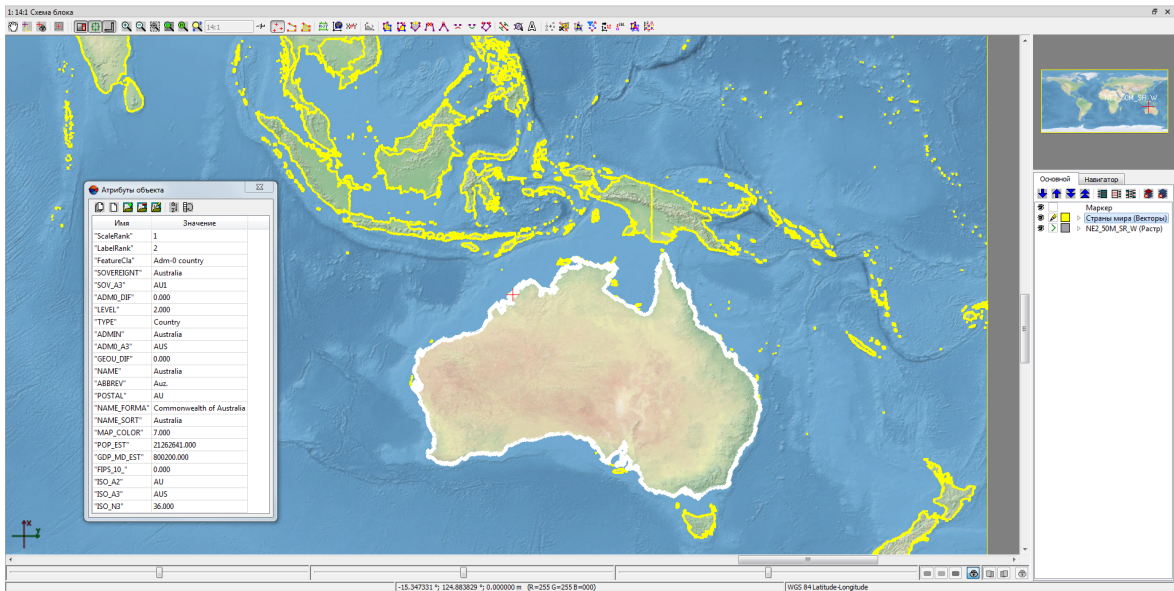 1: 14:1 Схема блока
14:1
NE2_50M_SR_W
Атрибуты объекта
Имя Значение
"ScaleRank" 1
"LabelRank" 2
"FeatureCla" Adm-0 country
"SOVEREIGNT" Australia
"SOV_A3" AU1
"ADM0_DIF" 0.000
"LEVEL" 2.000
"TYPE" Country
"ADMIN" Australia
"ADM0_A3" AUS
"GEOU_DIF" 0.000
"NAME" Australia
"ABBREV" Auz.
"POSTAL" AU
"NAME_FORMA" Commonwealth of Australia
"NAME_SORT" Australia
"MAP_COLOR" 7.000
"POP_EST" 21262641.000
"GDP_MD_EST" 800200.000
"FIPS_10_" 0.000
"ISO_A2" AU
"ISO_A3" AUS
"ISO_N3" 36.000
Основной Навигатор
Маркер
Страны мира (Векторы)
NE2_50M_SR_W (Растр)
X
Y
-15.347331 °; 124.883829 °; 0.000000 m (R=255 G=255 B=000)
WGS 84 Latitude-Longitude